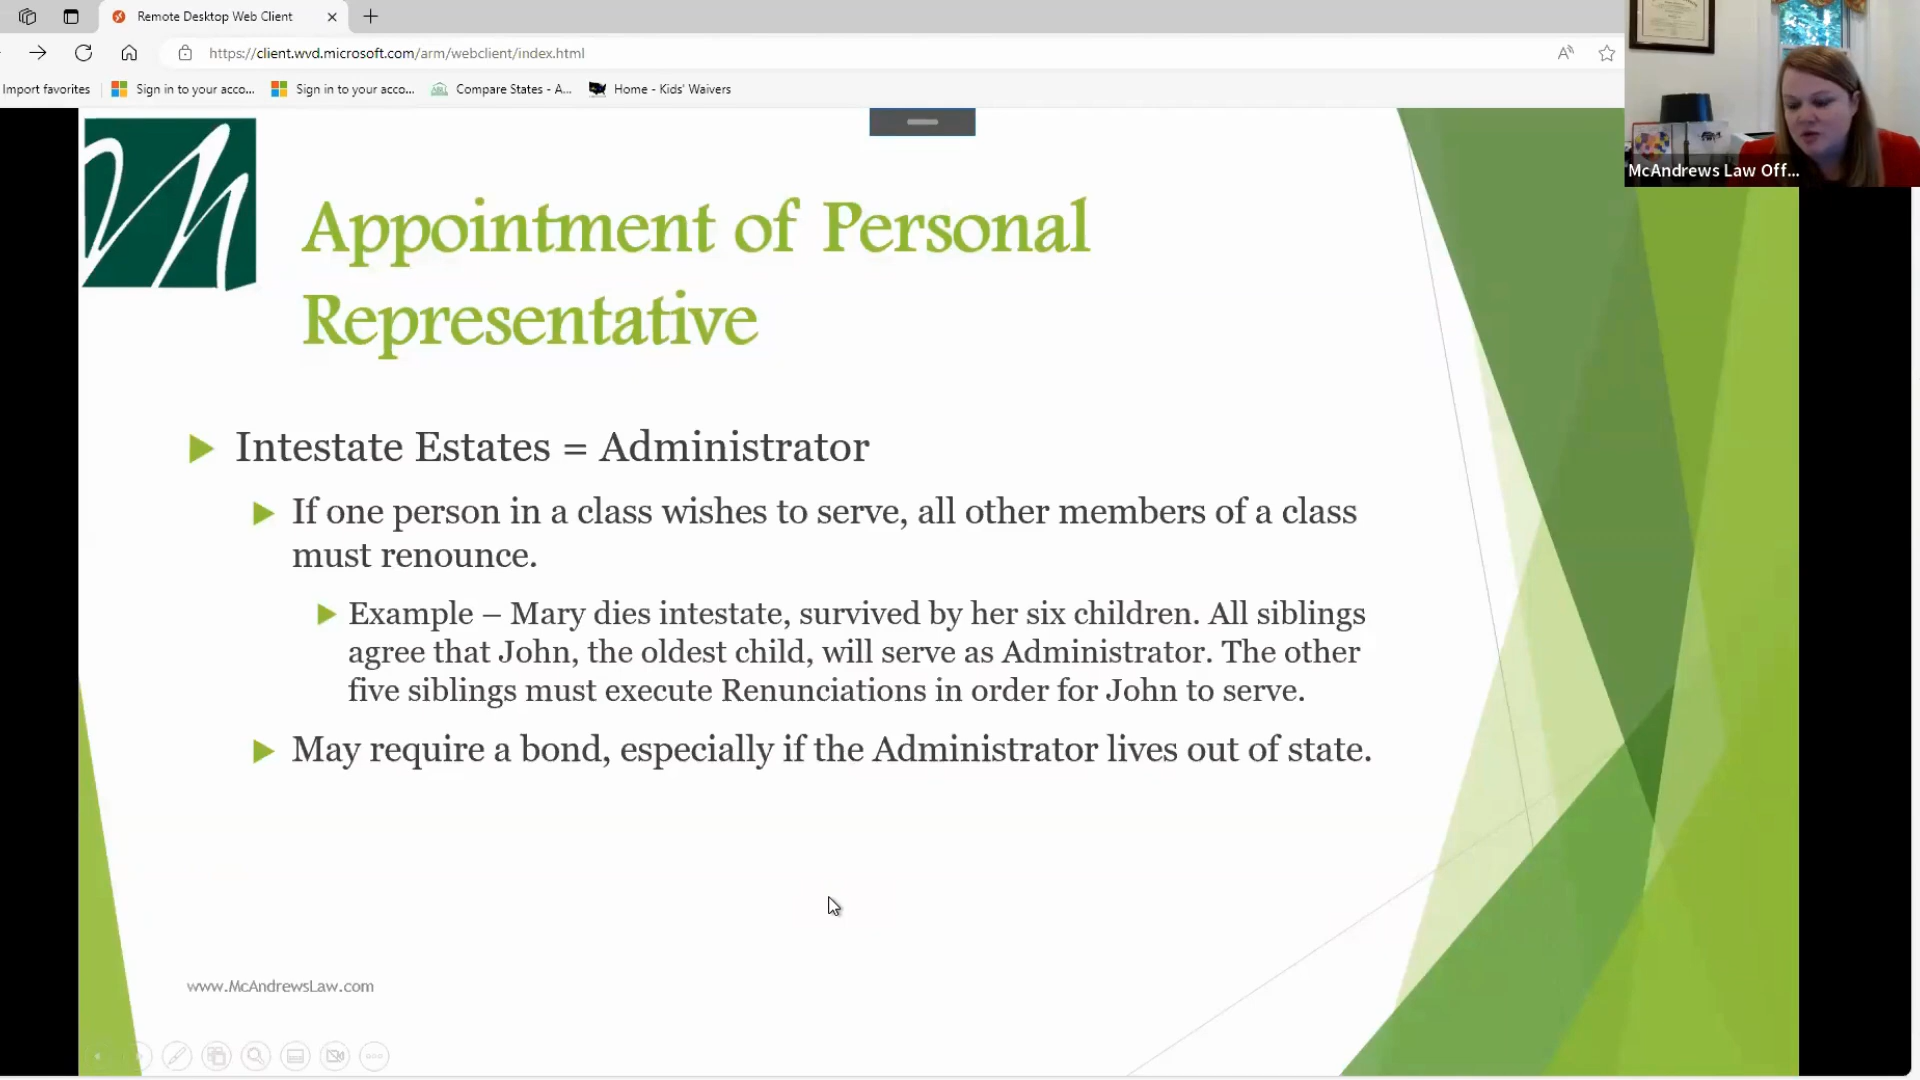 Remote Desktop Web Client
https://client.wvd.microsoft.com/arm/webclient/index.html
Import favorites
Sign in to your acco...
Sign in to your acco...
Compare States - A...
Home - Kids' Waivers
McAndrews Law Off...
Appointment of Personal
Representative
Intestate Estates = Administrator
If one person in a class wishes to serve, all other members of a class
must renounce.
Example – Mary dies intestate, survived by her six children. All siblings
agree that John, the oldest child, will serve as Administrator. The other
five siblings must execute Renunciations in order for John to serve.
May require a bond, especially if the Administrator lives out of state.
www.McAndrewsLaw.com